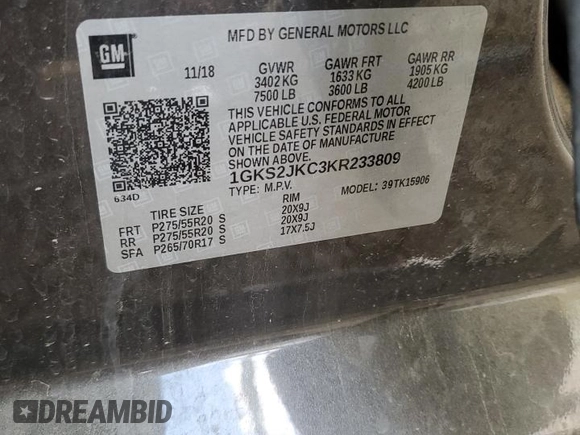 GM
MFD BY GENERAL MOTORS LLC
11/18 GVWR GAWR FRT GAWR RR
3402 KG 1633 KG 1905 KG
7500 LB 3600 LB 4200 LB
THIS VEHICLE CONFORMS TO ALL
APPLICABLE U.S. FEDERAL MOTOR
VEHICLE SAFETY STANDARDS IN EFFECT
ON THE DATE OF MANUFACTURE
SHOWN ABOVE.
1GKS2JKC3KR233809
TYPE: M.P.V. MODEL: 39TK15906
634D
TIRE SIZE RIM
FRT P275/55R20 S 20X9J
RR P275/55R20 S 20X9J
SFA P265/70R17 S 17X7.5J
DREAMBID